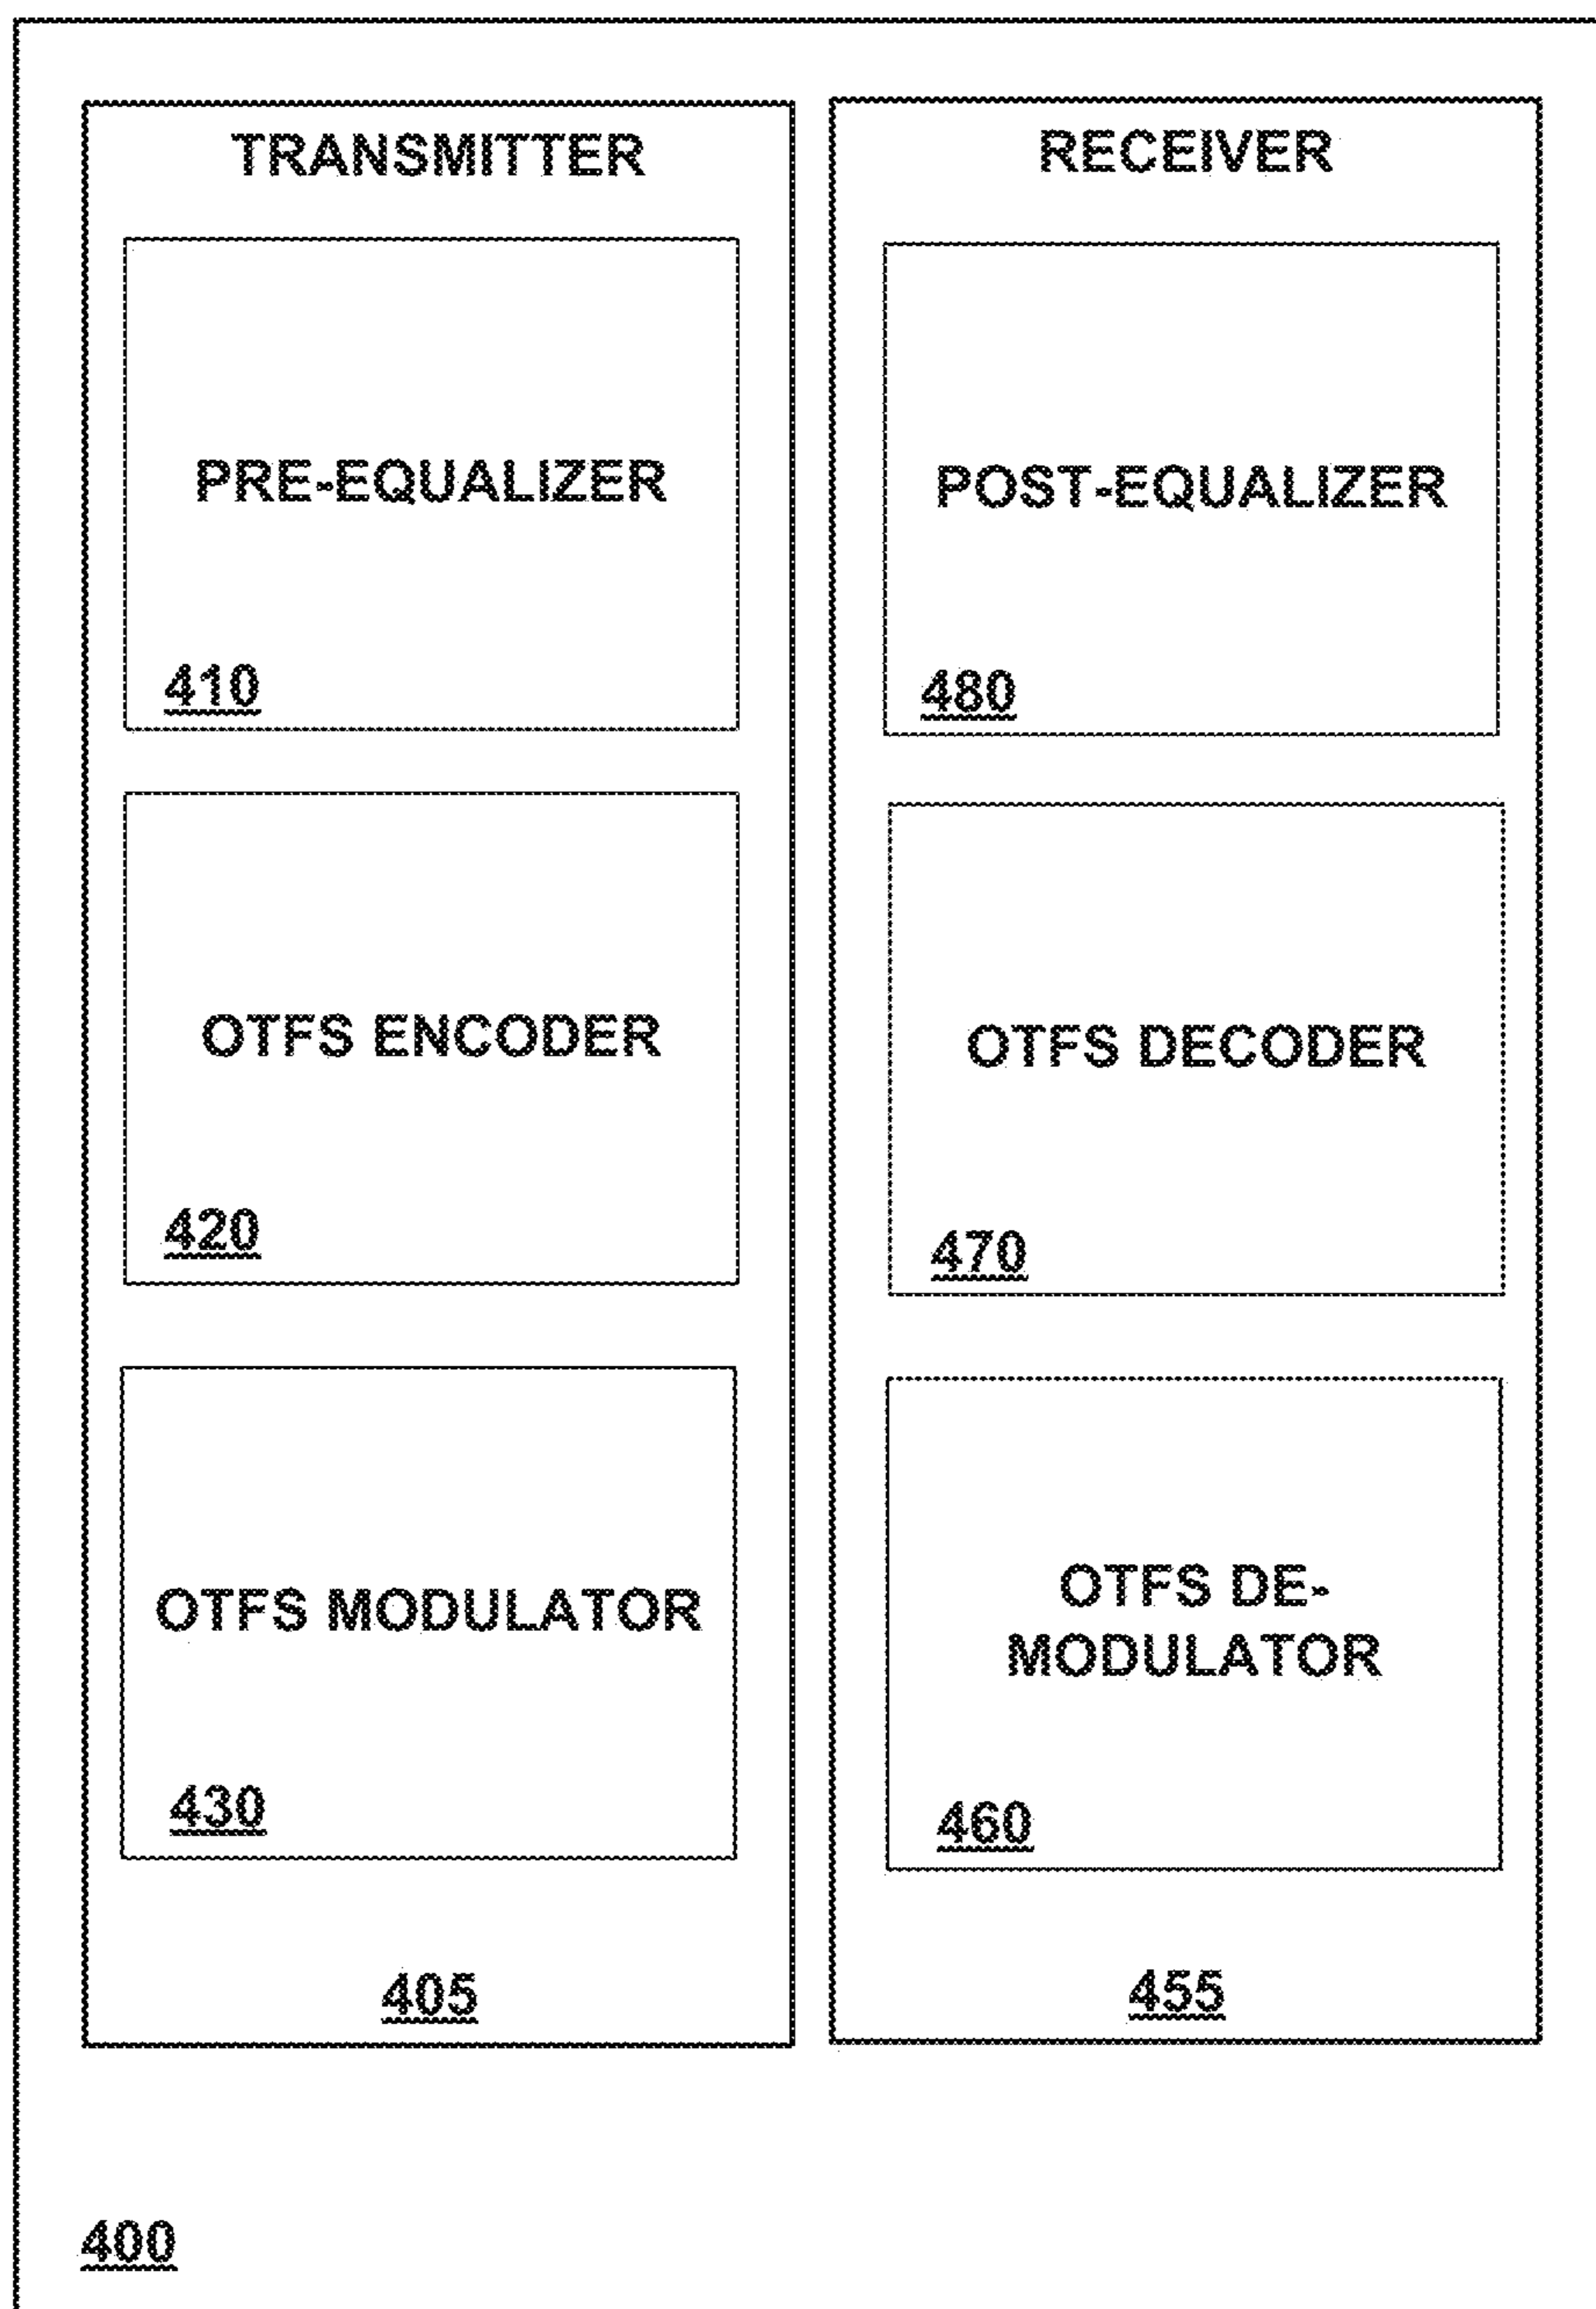 TRANSMITTER
PRE-EQUALIZER
410
OTFS ENCODER
420
OTFS MODULATOR
430
405
RECEIVER
POST-EQUALIZER
480
OTFS DECODER
470
OTFS DE-
MODULATOR
460
455
400